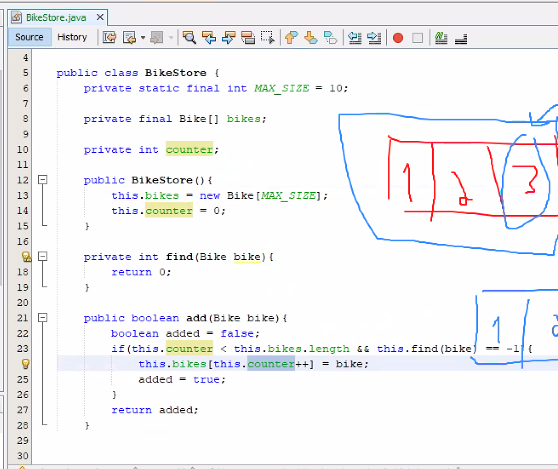 BikeStore.java
Source History
4
5 public class BikeStore {
6 private static final int MAX_SIZE = 10;
7
8 private final Bike[] bikes;
9
10 private int counter;
11
12 public BikeStore(){
13 this.bikes = new Bike[MAX_SIZE];
14 this.counter = 0;
15 }
16
private int find(Bike bike){
18 return 0;
19 }
20
21 public boolean add(Bike bike){
22 boolean added = false;
23 if(this.counter < this.bikes.length && this.find(bike) == -1){
this.bikes[this.counter++] = bike;
25 added = true;
26 }
27 return added;
28 }
29
30
1 2 3
1